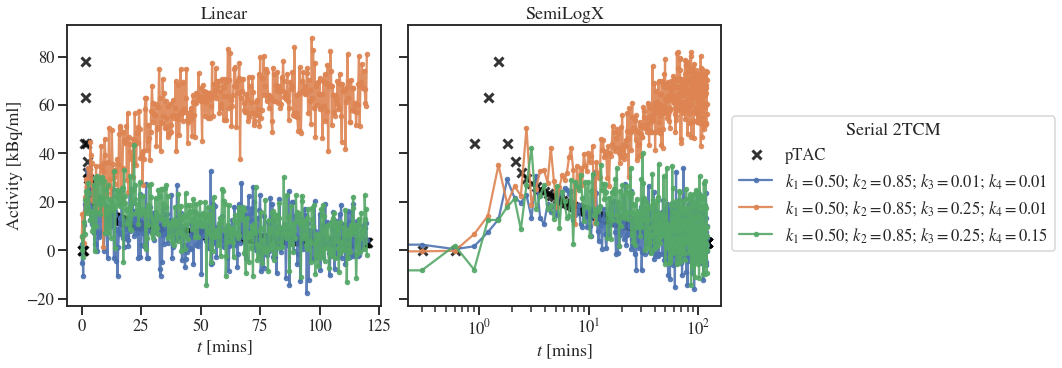 Linear
SemiLogX
Activity [kBq/ml]
80
60
40
20
0
−20
0
25
50
75
100
125
t [mins]
10⁰
10¹
10²
t [mins]
Serial 2TCM
pTAC
k₁ = 0.50; k₂ = 0.85; k₃ = 0.01; k₄ = 0.01
k₁ = 0.50; k₂ = 0.85; k₃ = 0.25; k₄ = 0.01
k₁ = 0.50; k₂ = 0.85; k₃ = 0.25; k₄ = 0.15